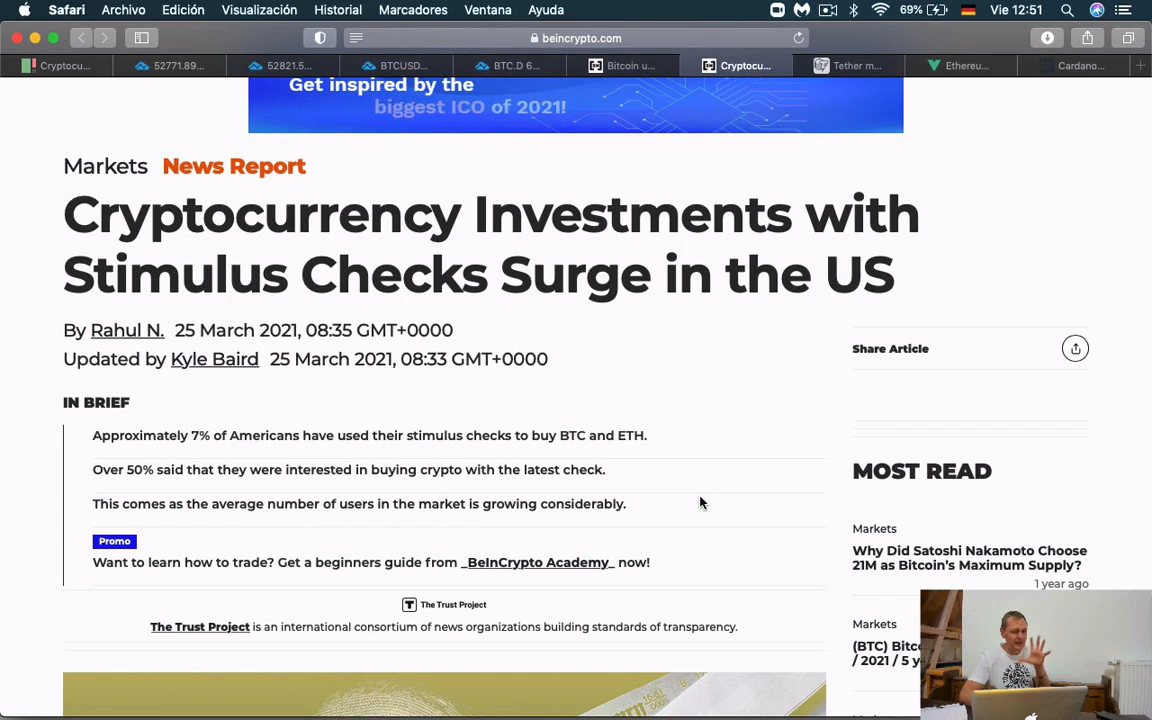 Safari Archivo Edición Visualización Historial Marcadores Ventana Ayuda 69% Vie 12:51
beincrypto.com
Cryptocu... 52771.89... 52821.5... BTCUSD... BTC.D 6... Bitcoin u... Cryptocu... Tether m... Ethereu... Cardano...
Get inspired by the
biggest ICO of 2021!
Markets News Report
Cryptocurrency Investments with
Stimulus Checks Surge in the US
By Rahul N. 25 March 2021, 08:35 GMT+0000
Updated by Kyle Baird 25 March 2021, 08:33 GMT+0000
Share Article
IN BRIEF
Approximately 7% of Americans have used their stimulus checks to buy BTC and ETH.
Over 50% said that they were interested in buying crypto with the latest check.
This comes as the average number of users in the market is growing considerably.
Promo
Want to learn how to trade? Get a beginners guide from _BeInCrypto Academy_ now!
The Trust Project
The Trust Project is an international consortium of news organizations building standards of transparency.
MOST READ
Markets
Why Did Satoshi Nakamoto Choose
21M as Bitcoin's Maximum Supply?
1 year ago
Markets
(BTC) Bitc
/ 2021 / 5 y